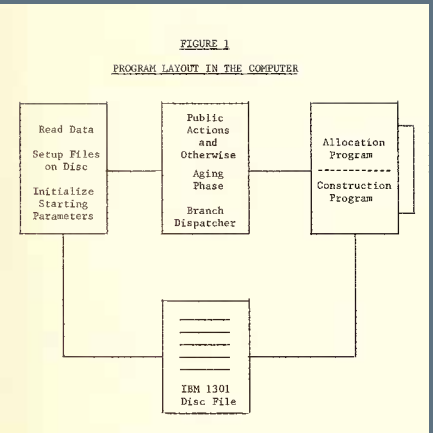 FIGURE 1
PROGRAM LAYOUT IN THE COMPUTER
Read Data
Setup Files
on Disc
Initialize
Starting
Parameters
Public
Actions
and
Otherwise
Aging
Phase
Branch
Dispatcher
Allocation
Program
Construction
Program
IBM 1301
Disc File